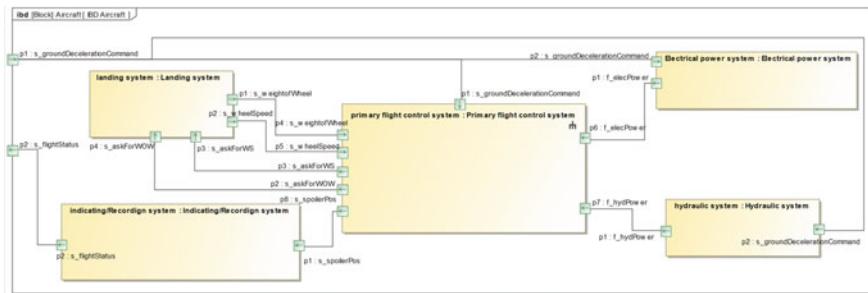 ibd [Block] Aircraft [ IBD Aircraft ]
p1 : s_groundDecelerationCommand
p2 : s_groundDecelerationCommand
landing system : Landing system
Electrical power system : Electrical power system
p1 : f_elecPow er
p1 : s_w eightofWheel
p1 : s_groundDecelerationCommand
p2 : s_w heelSpeed
primary flight control system : Primary flight control system
p4 : s_w eightofWheel
p6 : f_elecPow er
p2 : s_flightStatus
p4 : s_askForWOW
p3 : s_askForWS
p5 : s_w heelSpeed
p3 : s_askForWS
p2 : s_askForWOW
p8 : s_spoilerPos
p7 : f_hydPow er
indicating/Recordign system : Indicating/Recordign system
hydraulic system : Hydraulic system
p1 : f_hydPow er
p2 : s_groundDecelerationCommand
p2 : s_flightStatus
p1 : s_spoilerPos